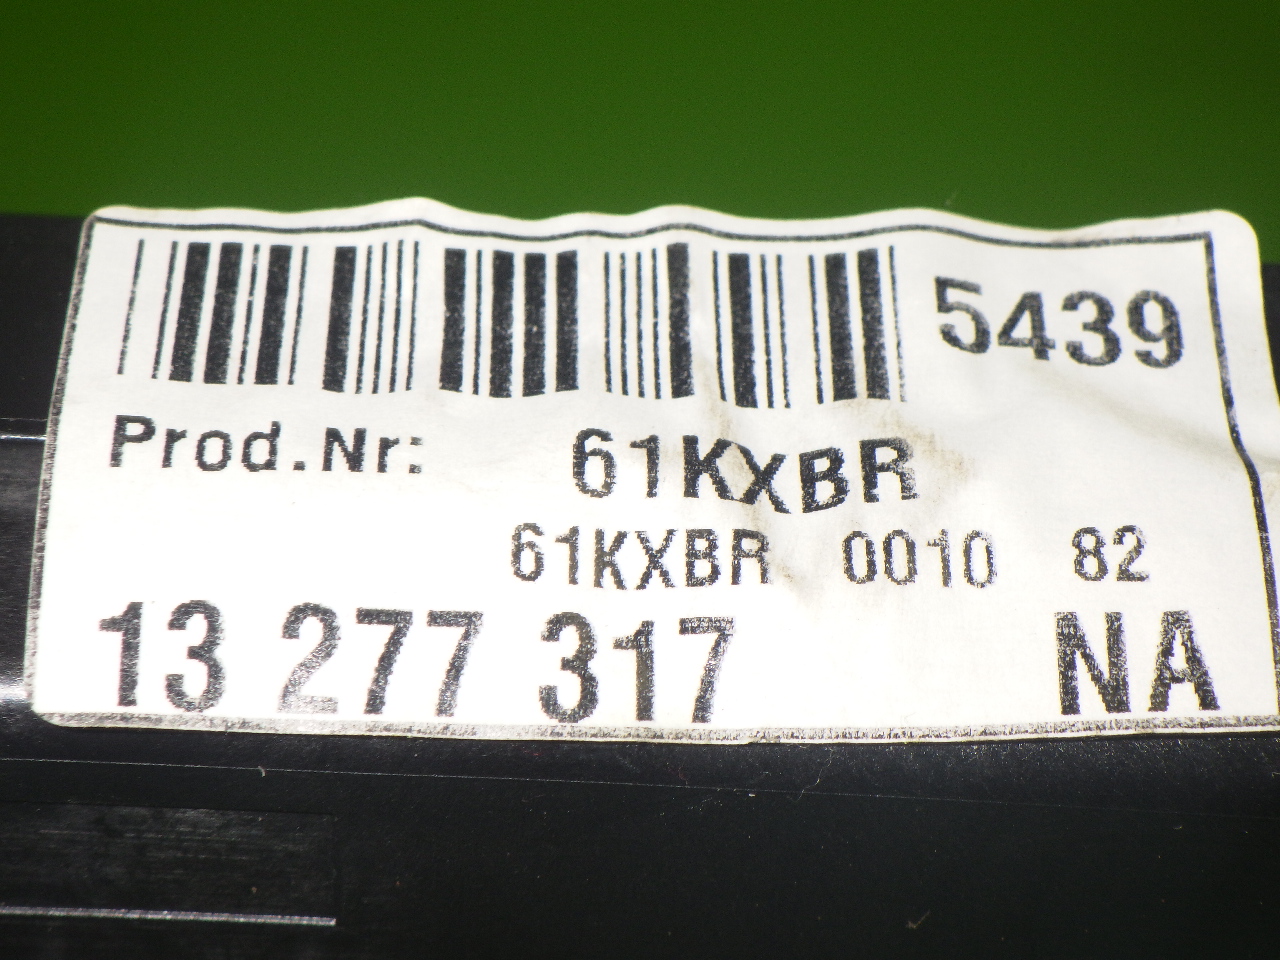 5439
Prod.Nr: 61KXBR
61KXBR 0010 82
13 277 317 NA